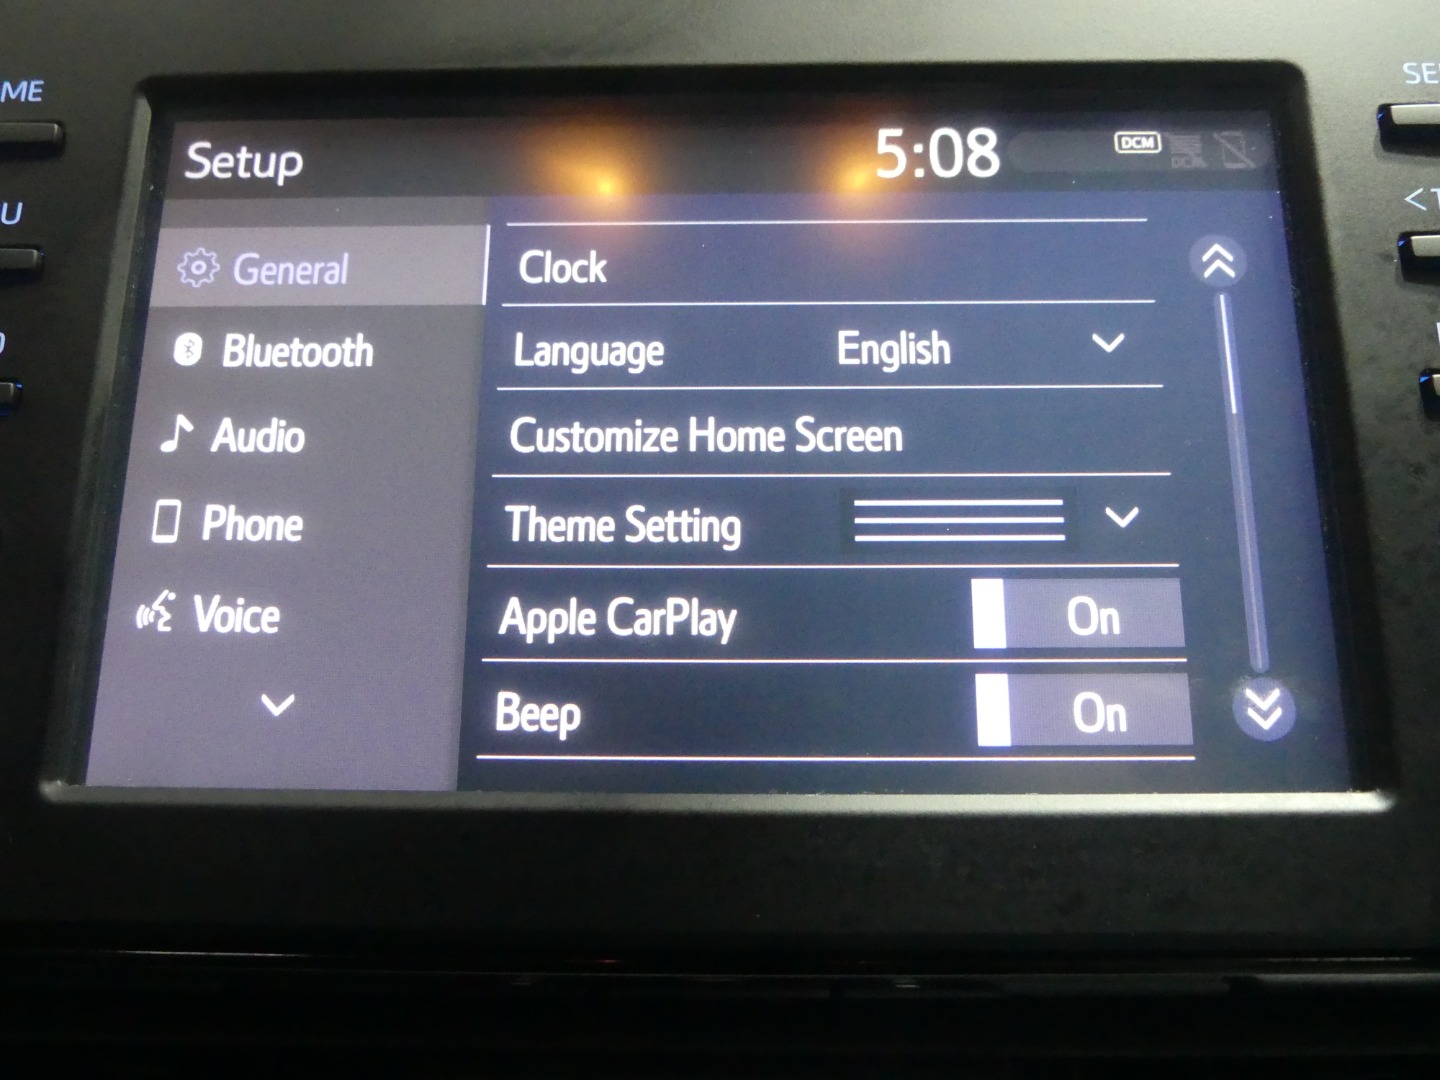 Setup 5:08 DCM
General
Bluetooth
Audio
Phone
Voice
Clock
Language English
Customize Home Screen
Theme Setting
Apple CarPlay On
Beep On